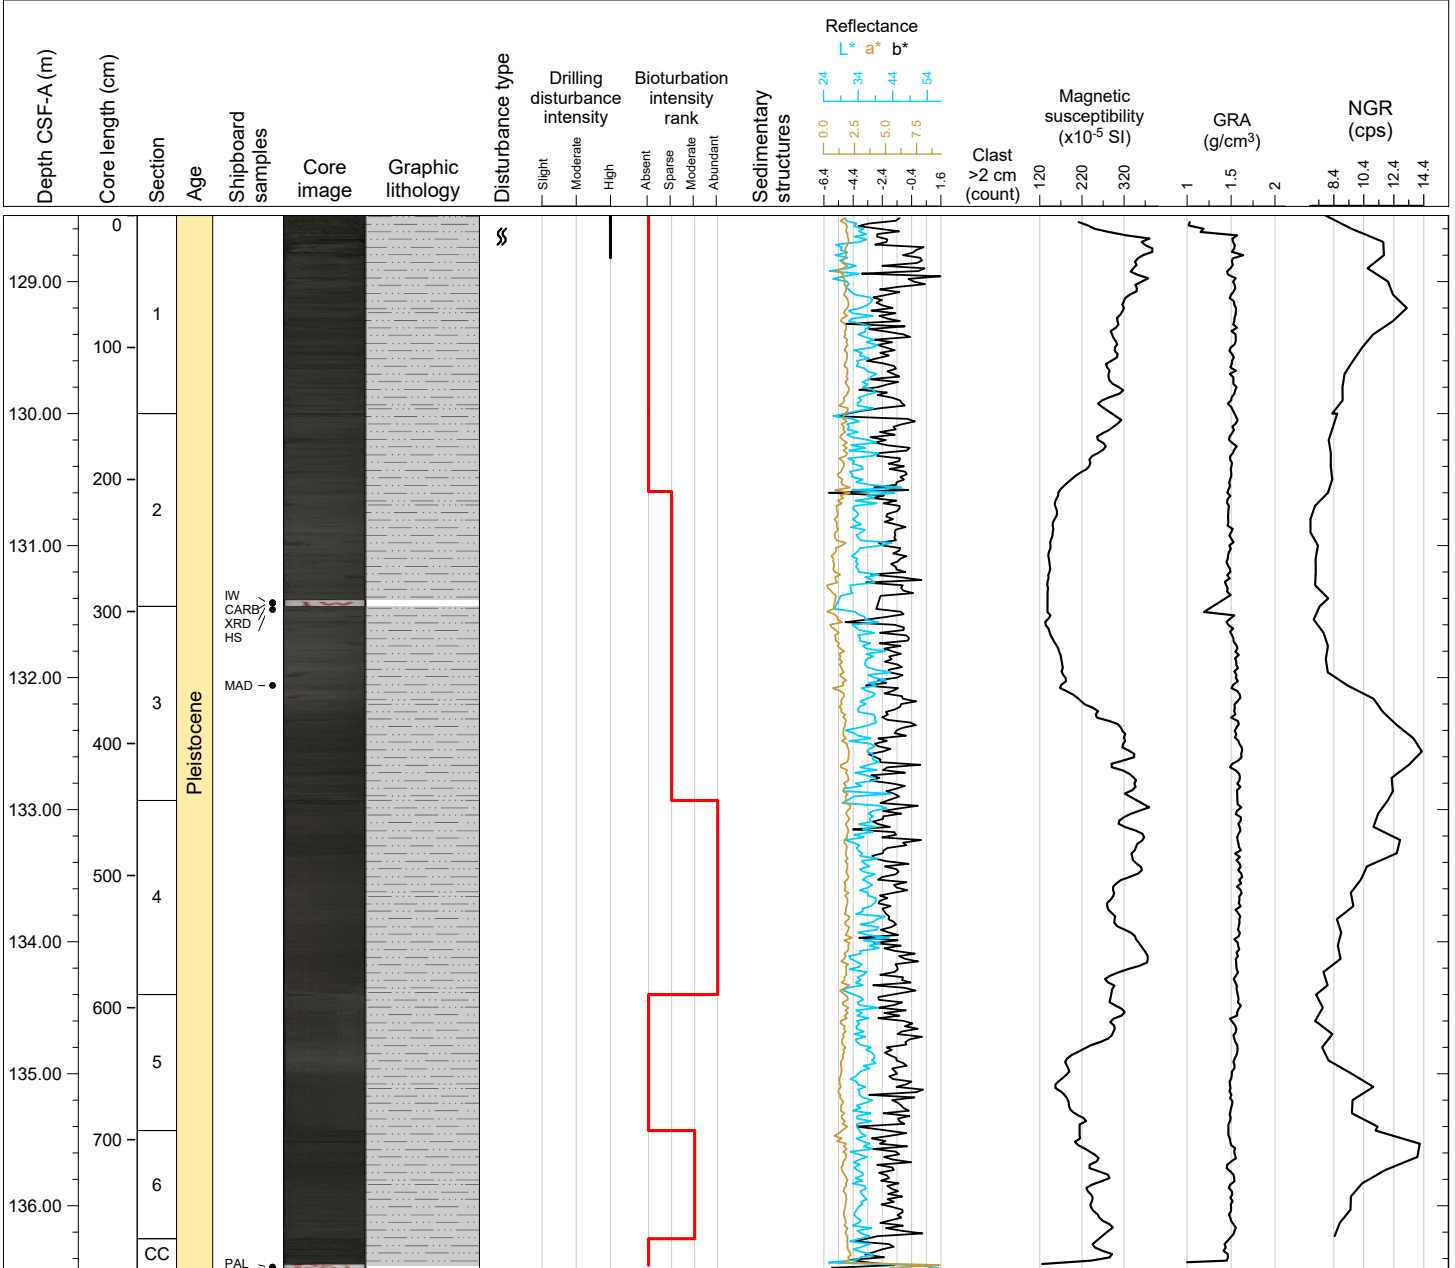 Depth CSF-A (m)
Core length (cm)
Section
Age
Shipboard
samples
Core
image
Graphic
lithology
Disturbance type
Drilling
disturbance
intensity
Slight
Moderate
High
Bioturbation
intensity
rank
Absent
Sparse
Moderate
Abundant
Sedimentary
structures
Reflectance
L* a* b*
24 34 44 54
0.0 2.5 5.0 7.5
-6.4 -4.4 -2.4 -0.4 1.6
Clast
>2 cm
(count)
Magnetic
susceptibility
(x10-5 SI)
120 220 320
GRA
(g/cm3)
1 1.5 2
NGR
(cps)
8.4 10.4 12.4 14.4
0
129.00
1
100
130.00
200
2
131.00
IW
300
CARB
XRD
HS
132.00
MAD
3
Pleistocene
400
133.00
500
4
134.00
600
5
135.00
700
6
136.00
CC
PAL